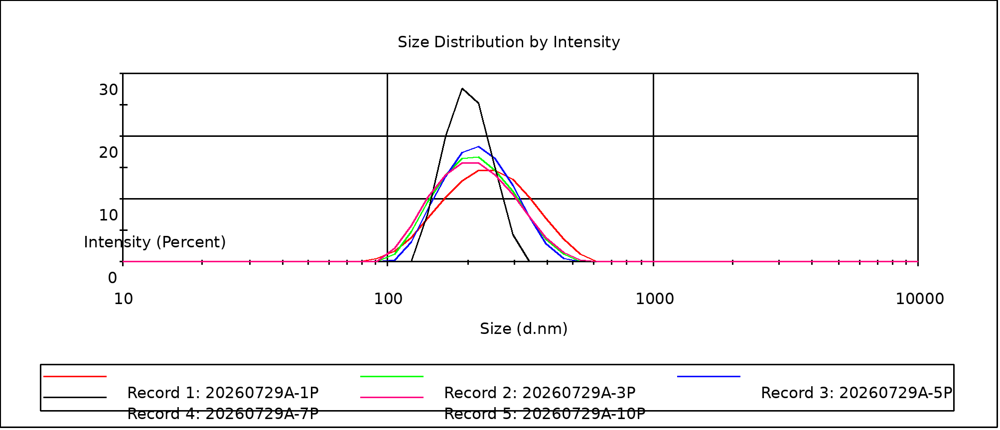 Size Distribution by Intensity
30
20
10
Intensity (Percent)
0
10 100 1000 10000
Size (d.nm)
Record 1: 20260729A-1P Record 2: 20260729A-3P Record 3: 20260729A-5P
Record 4: 20260729A-7P Record 5: 20260729A-10P